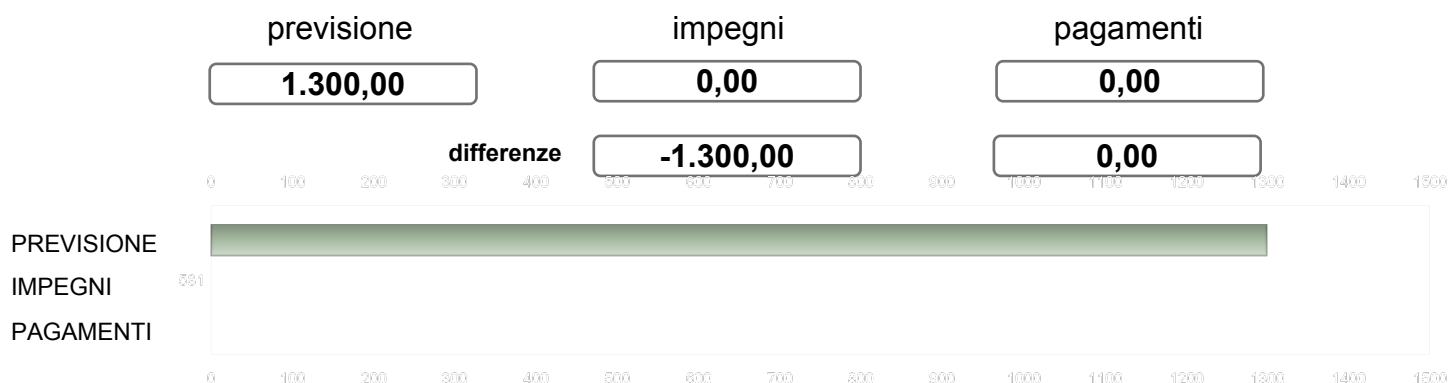 previsione impegni pagamenti
1.300,00 0,00 0,00
differenze -1.300,00 0,00
0 100 200 300 400 500 600 700 800 900 1000 1100 1200 1300 1400 1500
PREVISIONE
581
IMPEGNI
PAGAMENTI
0 100 200 300 400 500 600 700 800 900 1000 1100 1200 1300 1400 1500